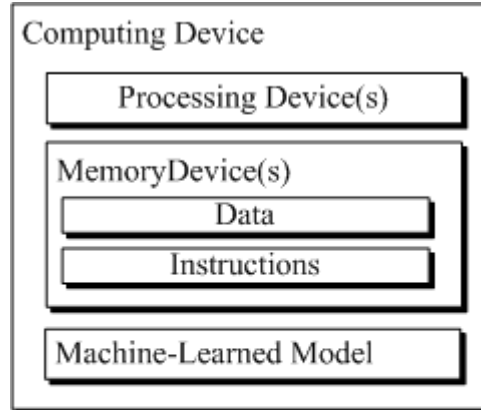 Computing Device
Processing Device(s)
MemoryDevice(s)
Data
Instructions
Machine-Learned Model